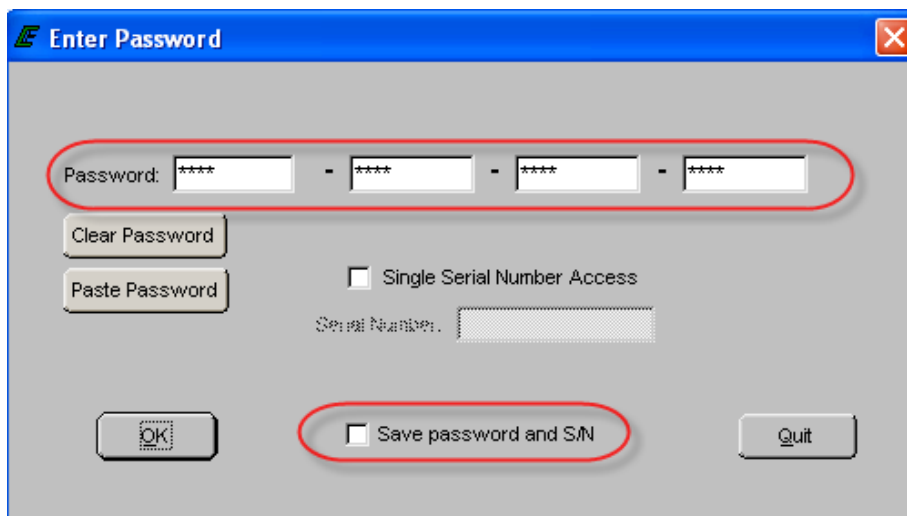 Enter Password
Password: **** - **** - **** - ****
Clear Password
Paste Password
Single Serial Number Access
Serial Number:
OK
Save password and S/N
Quit